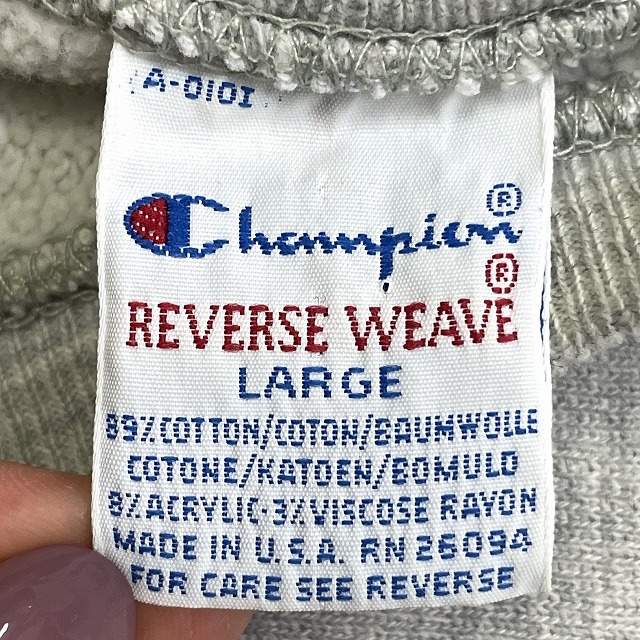 A-0101
Champion®
®
REVERSE WEAVE
LARGE
89%COTTON/COTON/BAUMWOLLE
COTONE/KATOEN/BOMULD
8%ACRYLIC-3%VISCOSE RAYON
MADE IN U.S.A. RN 26094
FOR CARE SEE REVERSE